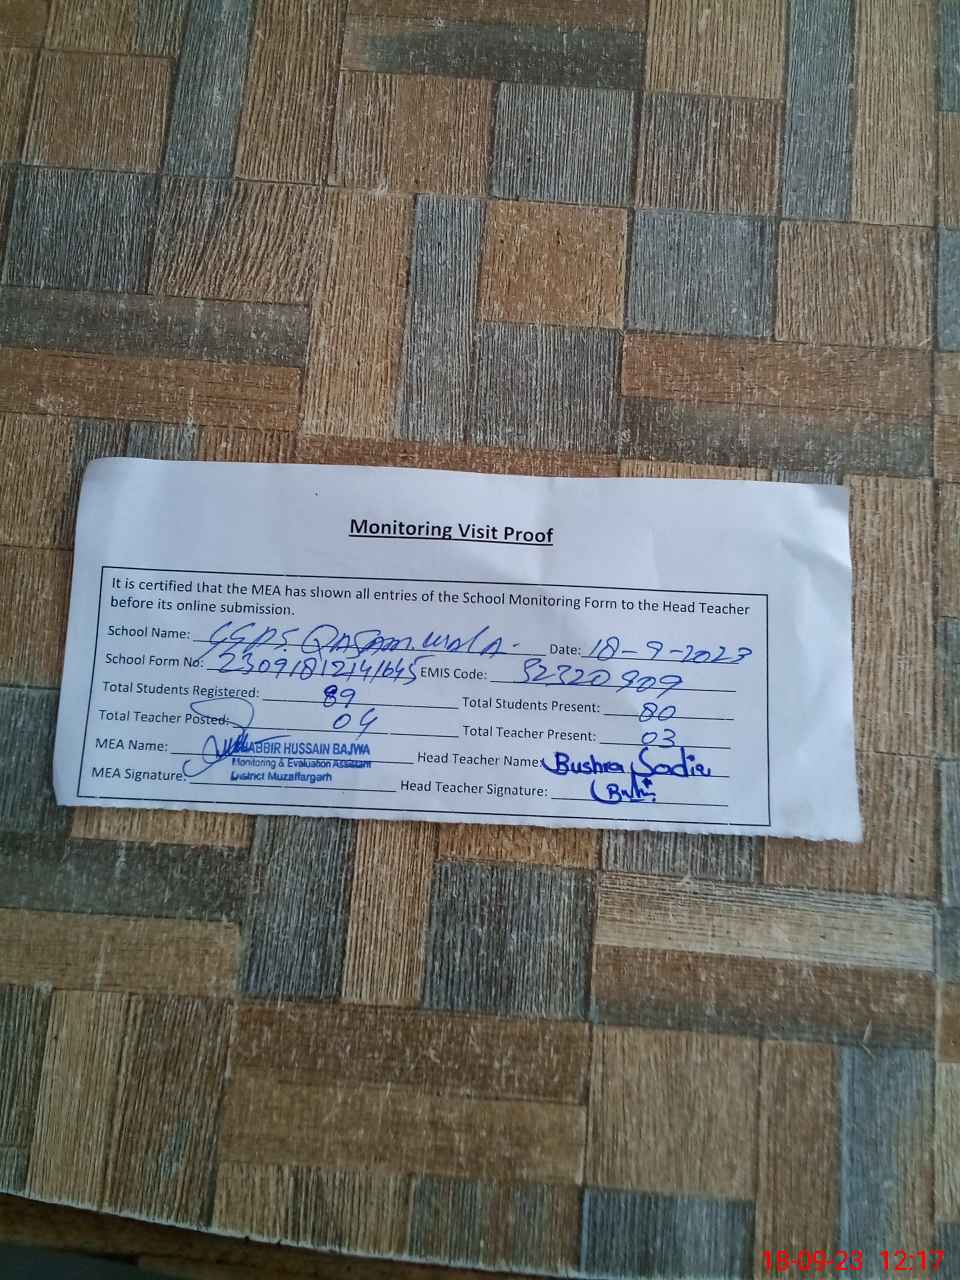 Monitoring Visit Proof
It is certified that the MEA has shown all entries of the School Monitoring Form to the Head Teacher
before its online submission.
School Name: GGPS. QASAM.WALA. Date: 18-9-2023
School Form No: 23091812141645 EMIS Code: 32320909
Total Students Registered: 89 Total Students Present: 80
Total Teacher Posted: 04 Total Teacher Present: 03
MEA Name: ABBIR HUSSAIN BAJWA Head Teacher Name: Bushra Sadia
Monitoring & Evaluation Assistant
District Muzaffargarh
MEA Signature: Head Teacher Signature:
18-09-23 12:17